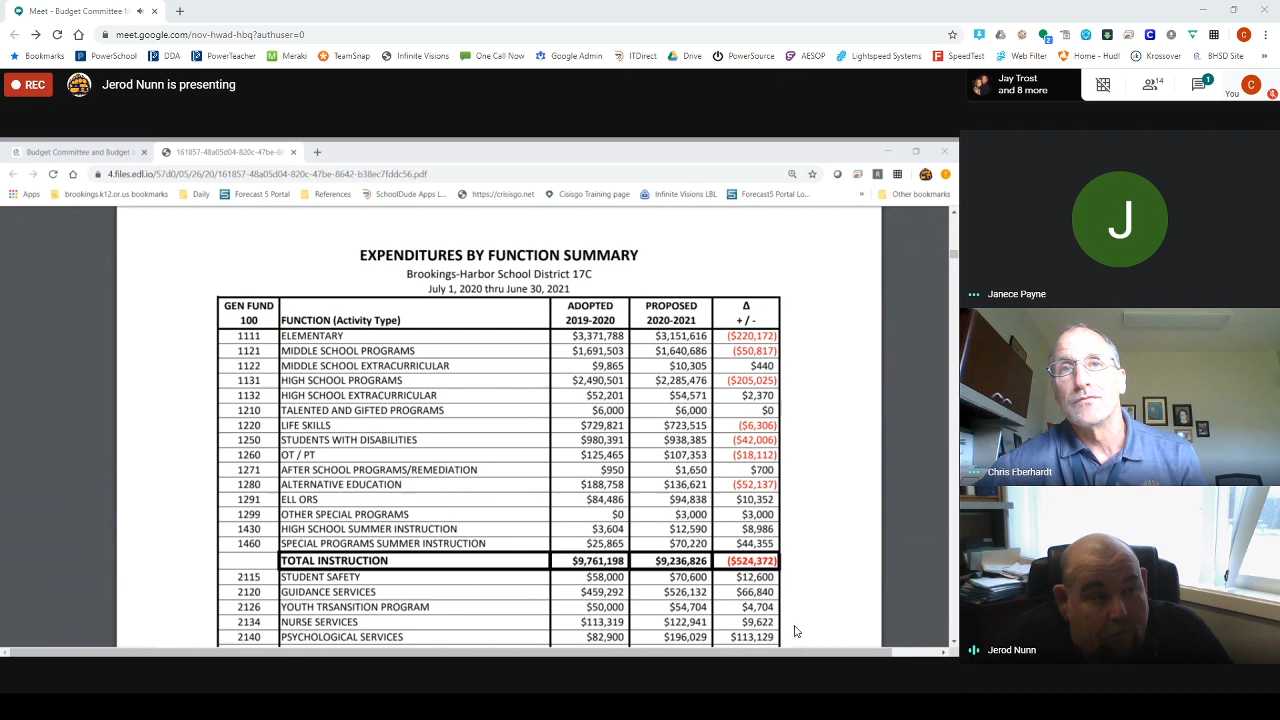 Meet - Budget Committee M
meet.google.com/nov-hwad-hbq?authuser=0
Bookmarks PowerSchool DDA PowerTeacher Meraki TeamSnap Infinite Visions One Call Now Google Admin ITDirect Drive PowerSource AESOP Lightspeed Systems SpeedTest Web Filter Home - Hudl Krossover BHSD Site »
REC
Jerod Nunn is presenting
Jay Trost
and 8 more
14
1
You
C
Budget Committee and Budget
161857-48a05d04-820c-47be-8
4.files.edl.io/57d0/05/26/20/161857-48a05d04-820c-47be-8642-b38ec7fddc56.pdf
Apps brookings.k12.or.us bookmarks Daily Forecast 5 Portal References SchoolDude Apps L... https://crisisgo.net Cisisgo Training page Infinite Visions LBL Forecast5 Portal Lo... » Other bookmarks
EXPENDITURES BY FUNCTION SUMMARY
Brookings-Harbor School District 17C
July 1, 2020 thru June 30, 2021
GEN FUND ADOPTED PROPOSED Δ
100 FUNCTION (Activity Type) 2019-2020 2020-2021 + / -
1111 ELEMENTARY $3,371,788 $3,151,616 ($220,172)
1121 MIDDLE SCHOOL PROGRAMS $1,691,503 $1,640,686 ($50,817)
1122 MIDDLE SCHOOL EXTRACURRICULAR $9,865 $10,305 $440
1131 HIGH SCHOOL PROGRAMS $2,490,501 $2,285,476 ($205,025)
1132 HIGH SCHOOL EXTRACURRICULAR $52,201 $54,571 $2,370
1210 TALENTED AND GIFTED PROGRAMS $6,000 $6,000 $0
1220 LIFE SKILLS $729,821 $723,515 ($6,306)
1250 STUDENTS WITH DISABILITIES $980,391 $938,385 ($42,006)
1260 OT / PT $125,465 $107,353 ($18,112)
1271 AFTER SCHOOL PROGRAMS/REMEDIATION $950 $1,650 $700
1280 ALTERNATIVE EDUCATION $188,758 $136,621 ($52,137)
1291 ELL ORS $84,486 $94,838 $10,352
1299 OTHER SPECIAL PROGRAMS $0 $3,000 $3,000
1430 HIGH SCHOOL SUMMER INSTRUCTION $3,604 $12,590 $8,986
1460 SPECIAL PROGRAMS SUMMER INSTRUCTION $25,865 $70,220 $44,355
TOTAL INSTRUCTION $9,761,198 $9,236,826 ($524,372)
2115 STUDENT SAFETY $58,000 $70,600 $12,600
2120 GUIDANCE SERVICES $459,292 $526,132 $66,840
2126 YOUTH TRSANSITION PROGRAM $50,000 $54,704 $4,704
2134 NURSE SERVICES $113,319 $122,941 $9,622
2140 PSYCHOLOGICAL SERVICES $82,900 $196,029 $113,129
J
Janece Payne
Chris Eberhardt
Jerod Nunn